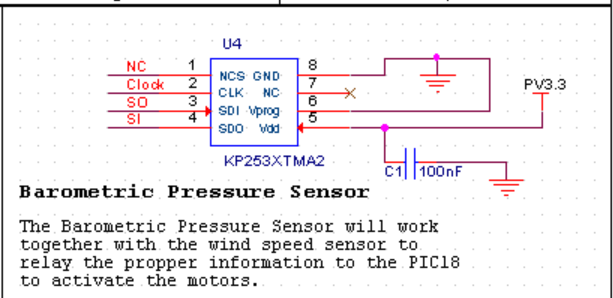 U4
NC 1 NCS GND 8
Clock 2 CLK NC 7
SO 3 SDI Vprog 6
SI 4 SDO Vdd 5
PV3.3
KP253XTMA2
C1 100nF
Barometric Pressure Sensor
The Barometric Pressure Sensor will work
together with the wind speed sensor to
relay the propper information to the PIC18
to activate the motors.